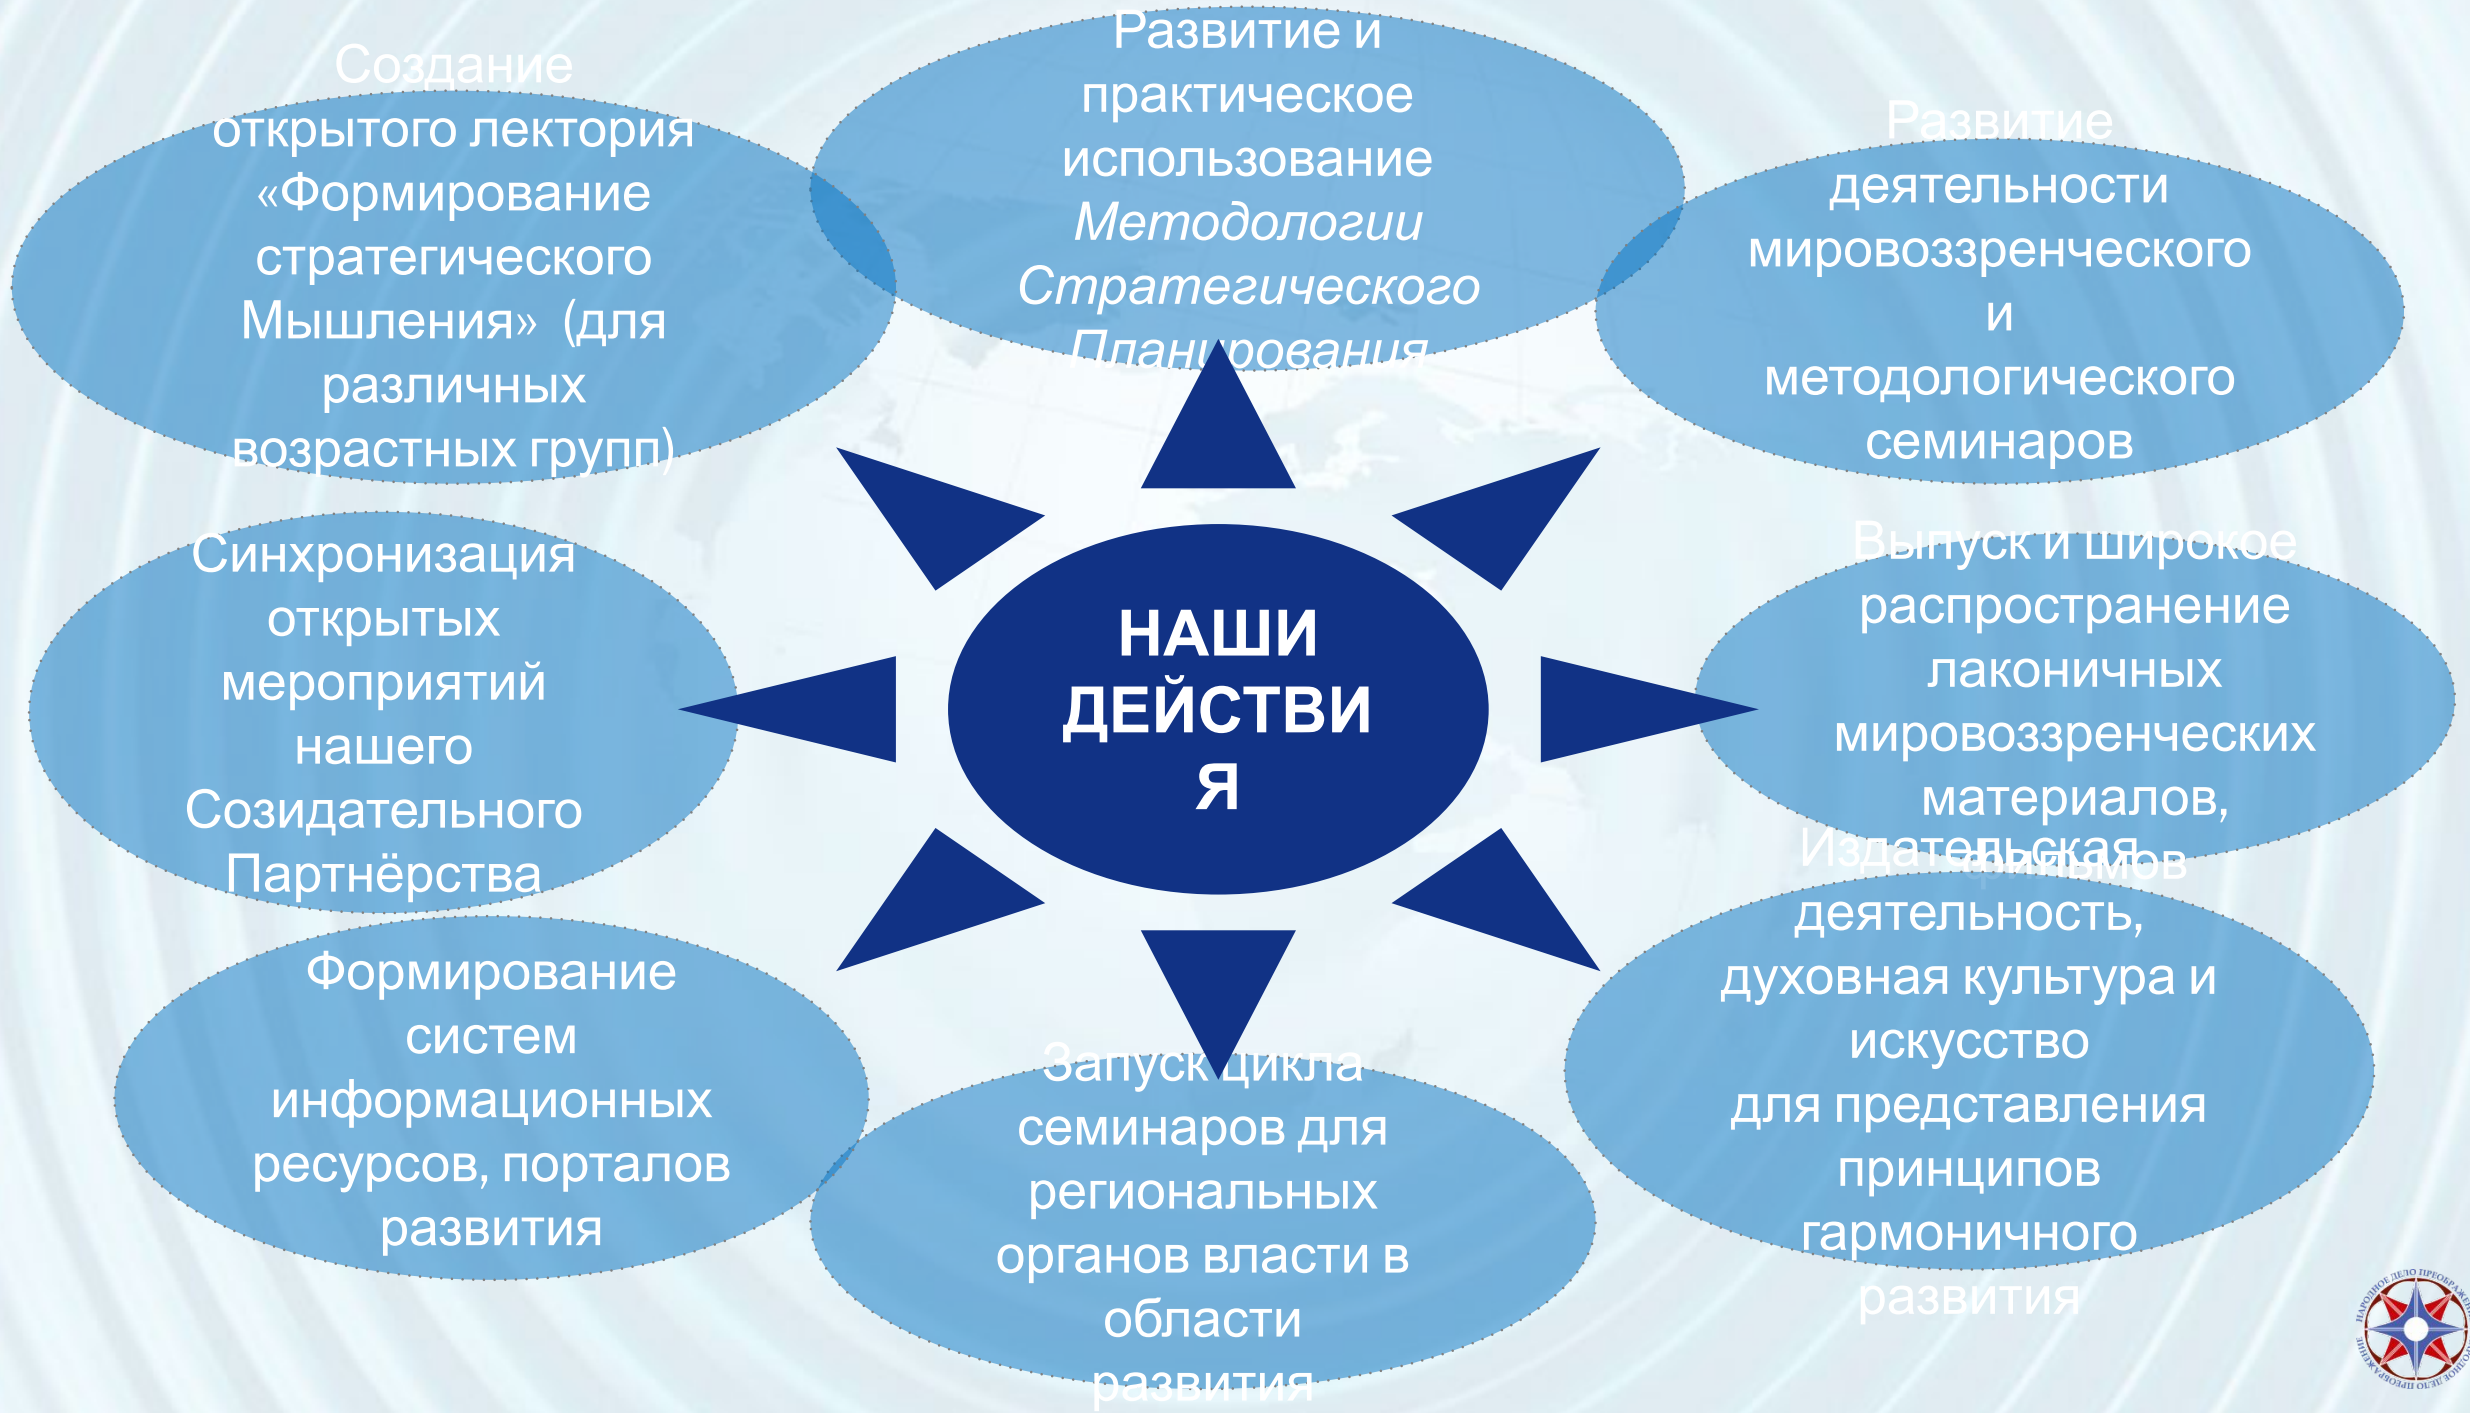 Создание
открытого лектория
«Формирование
стратегического
Мышления» (для
различных
возрастных групп)
Развитие и
практическое
использование
Методологии
Стратегического
Планирования
Развитие
деятельности
мировоззренческого
и
методологического
семинаров
Синхронизация
открытых
мероприятий
нашего
Созидательного
Партнёрства
НАШИ
ДЕЙСТВИ
Я
Выпуск и широкое
распространение
лаконичных
мировоззренческих
материалов,
фильмов
Формирование
систем
информационных
ресурсов, порталов
развития
Запуск цикла
семинаров для
региональных
органов власти в
области
развития
Издательская
деятельность,
духовная культура и
искусство
для представления
принципов
гармоничного
развития
НАРОДНОЕ ДЕЛО ПРЕОБРАЖЕНИЕ